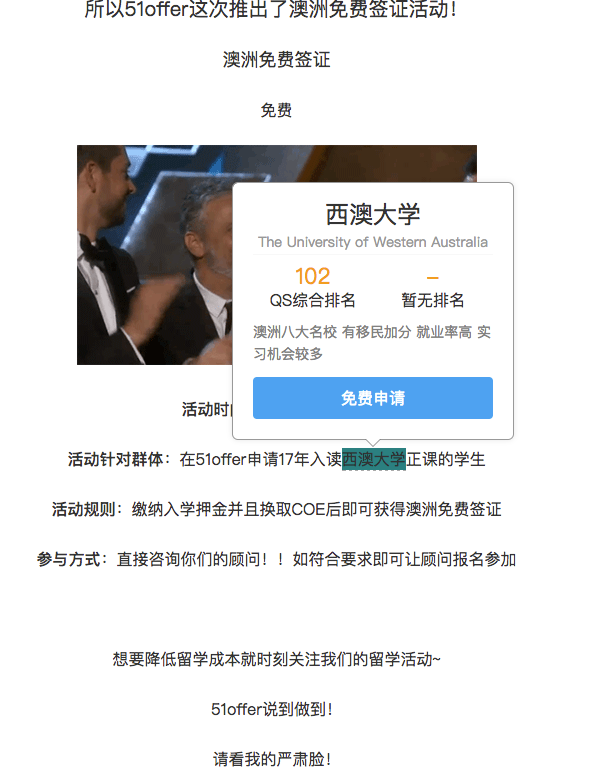 所以51offer这次推出了澳洲免费签证活动！
澳洲免费签证
免费
西澳大学
The University of Western Australia
102
–
QS综合排名
暂无排名
澳洲八大名校 有移民加分 就业率高 实
习机会较多
免费申请
活动时
活动针对群体：在51offer申请17年入读西澳大学正课的学生
活动规则：缴纳入学押金并且换取COE后即可获得澳洲免费签证
参与方式：直接咨询你们的顾问！！如符合要求即可让顾问报名参加
想要降低留学成本就时刻关注我们的留学活动~
51offer说到做到！
请看我的严肃脸！